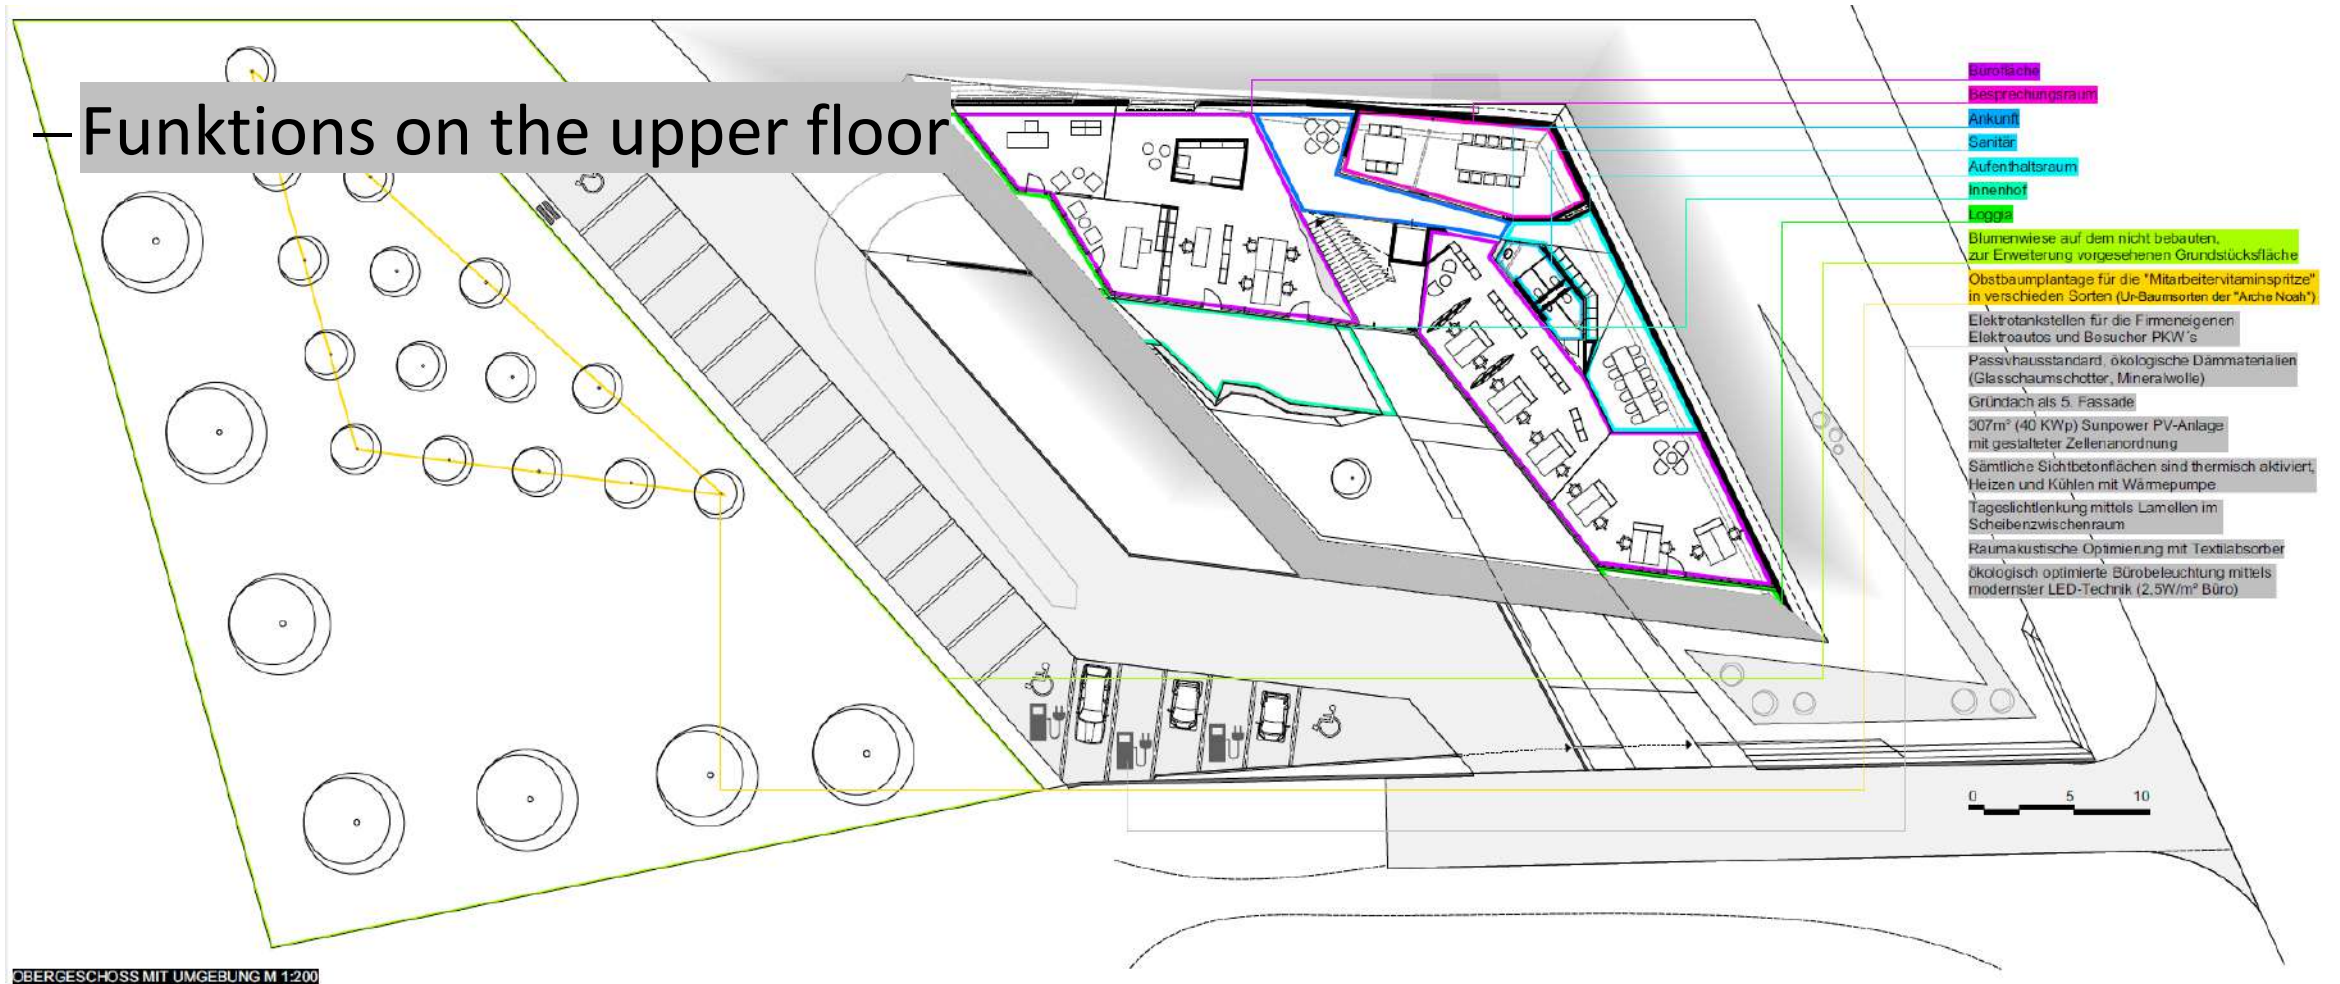 – Funktions on the upper floor
Bürofläche
Besprechungsraum
Ankunft
Sanitär
Aufenthaltsraum
Innenhof
Loggia
Blumenwiese auf dem nicht bebauten,
zur Erweiterung vorgesehenen Grundstücksfläche
Obstbaumplantage für die "Mitarbeitervitaminspritze"
in verschieden Sorten (Ur-Baumsorten der "Arche Noah")
Elektrotankstellen für die Firmeneigenen
Elektroautos und Besucher PKW´s
Passivhausstandard, ökologische Dämmaterialien
(Glasschaumschotter, Mineralwolle)
Gründach als 5. Fassade
307m² (40 KWp) Sunpower PV-Anlage
mit gestalteter Zellenanordnung
Sämtliche Sichtbetonflächen sind thermisch aktiviert,
Heizen und Kühlen mit Wärmepumpe
Tageslichtlenkung mittels Lamellen im
Scheibenzwischenraum
Raumakustische Optimierung mit Textilabsorber
ökologisch optimierte Bürobeleuchtung mittels
modernster LED-Technik (2,5W/m² Büro)
0 5 10
OBERGESCHOSS MIT UMGEBUNG M 1:200